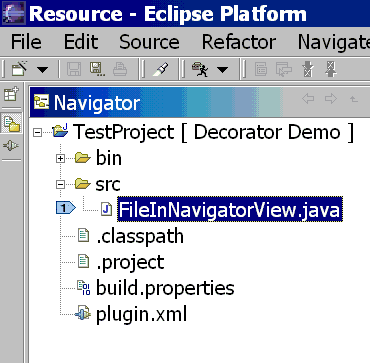 Resource - Eclipse Platform
File Edit Source Refactor Navigate
Navigator
TestProject [ Decorator Demo ]
bin
src
1 FileInNavigatorView.java
.classpath
.project
build.properties
plugin.xml